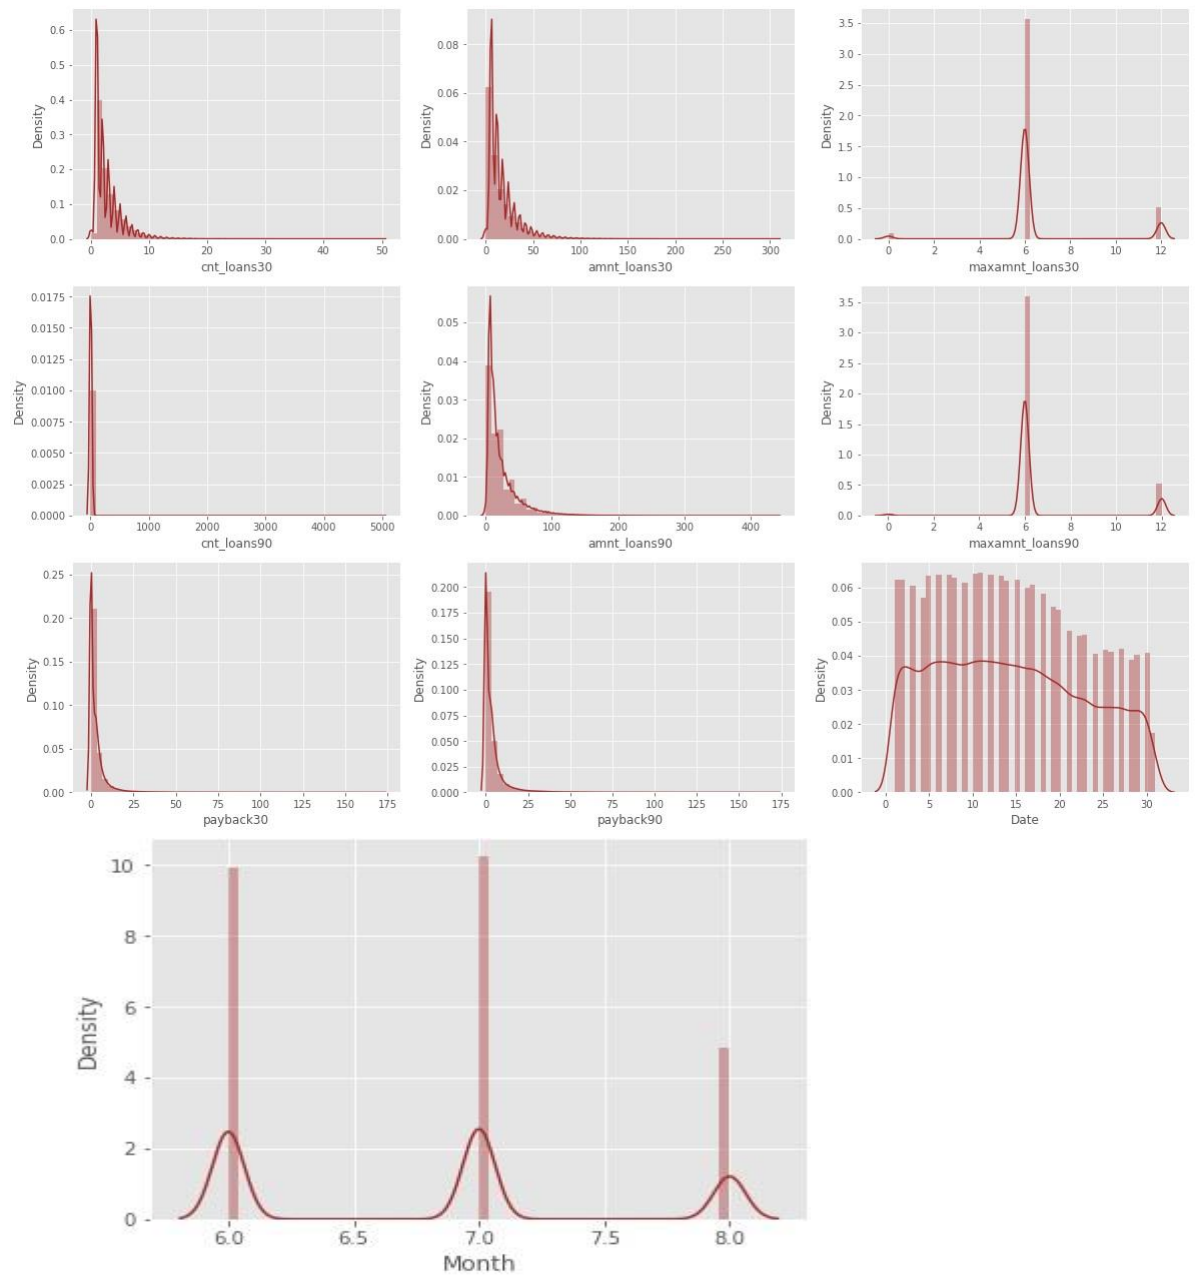 0.6
0.5
0.4
0.3
0.2
0.1
0.0
Density
0 10 20 30 40 50
cnt_loans30
0.08
0.06
0.04
0.02
0.00
Density
0 50 100 150 200 250 300
amnt_loans30
3.5
3.0
2.5
2.0
1.5
1.0
0.5
0.0
Density
0 2 4 6 8 10 12
maxamnt_loans30
0.0175
0.0150
0.0125
0.0100
0.0075
0.0050
0.0025
0.0000
Density
0 1000 2000 3000 4000 5000
cnt_loans90
0.05
0.04
0.03
0.02
0.01
0.00
Density
0 100 200 300 400
amnt_loans90
3.5
3.0
2.5
2.0
1.5
1.0
0.5
0.0
Density
0 2 4 6 8 10 12
maxamnt_loans90
0.25
0.20
0.15
0.10
0.05
0.00
Density
0 25 50 75 100 125 150 175
payback30
0.200
0.175
0.150
0.125
0.100
0.075
0.050
0.025
0.000
Density
0 25 50 75 100 125 150 175
payback90
0.06
0.05
0.04
0.03
0.02
0.01
0.00
Density
0 5 10 15 20 25 30
Date
10
8
6
4
2
0
Density
6.0 6.5 7.0 7.5 8.0
Month